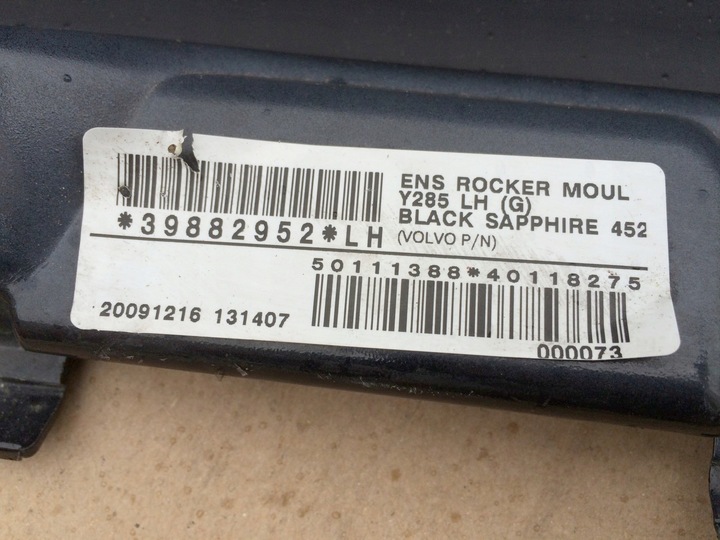 ENS ROCKER MOUL
Y285 LH (G)
BLACK SAPPHIRE 452
*39882952*LH
(VOLVO P/N)
50111388*40118275
20091216 131407
000073